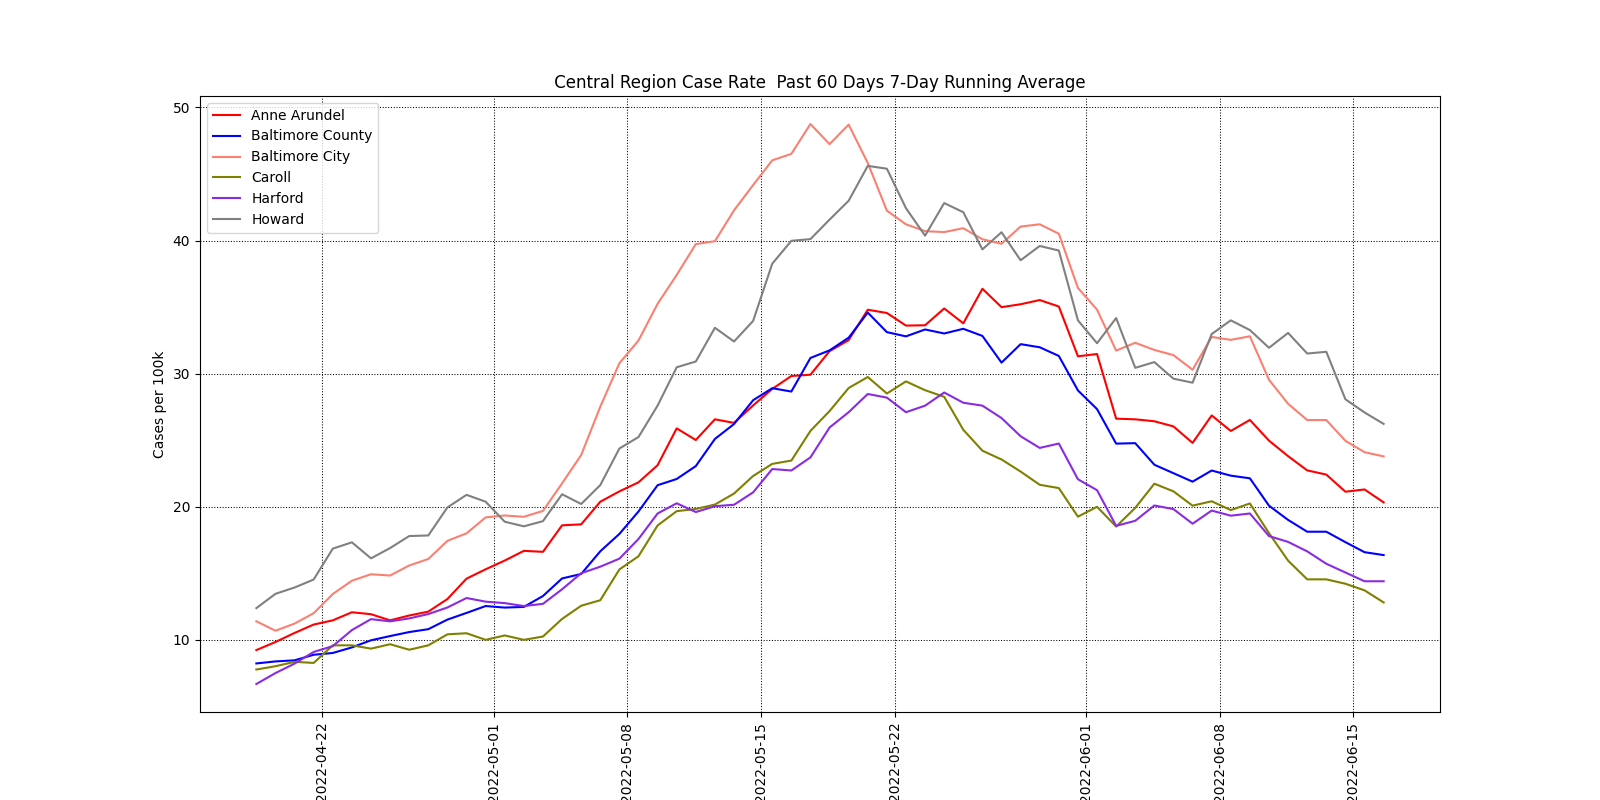 Central Region Case Rate  Past 60 Days 7-Day Running Average
Cases per 100k
50
40
30
20
10
Anne Arundel
Baltimore County
Baltimore City
Caroll
Harford
Howard
2022-04-22
2022-05-01
2022-05-08
2022-05-15
2022-05-22
2022-06-01
2022-06-08
2022-06-15